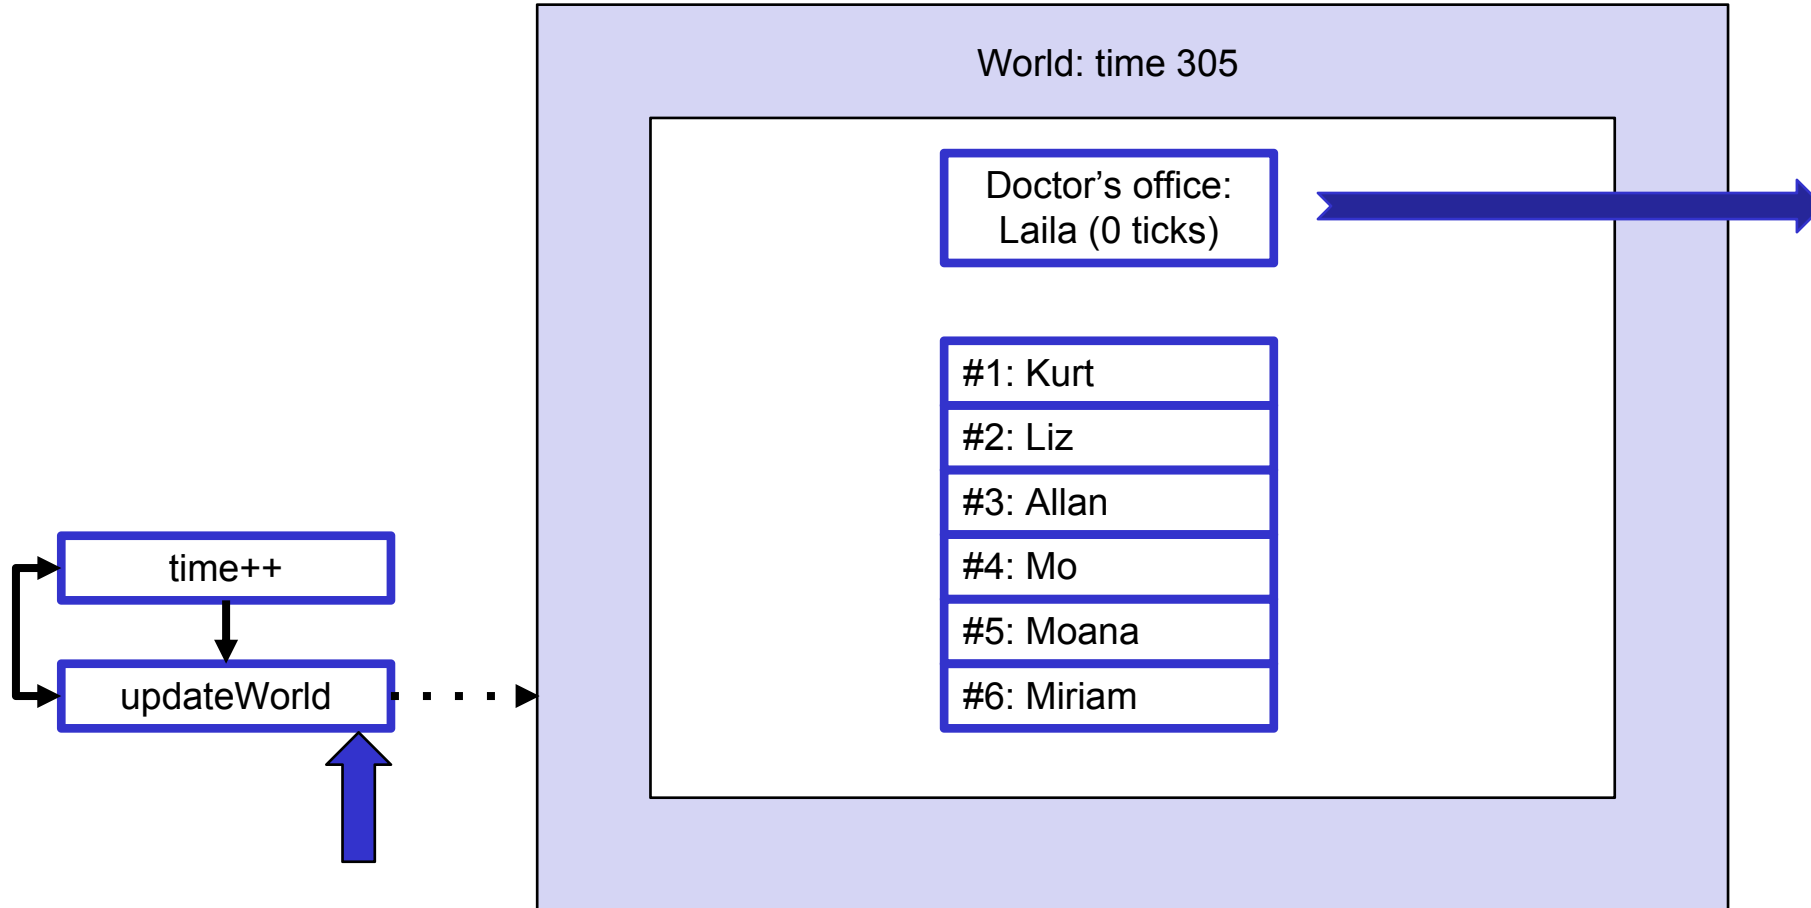 World: time 305
Doctor’s office:
Laila (0 ticks)
#1: Kurt
#2: Liz
#3: Allan
#4: Mo
#5: Moana
#6: Miriam
time++
updateWorld